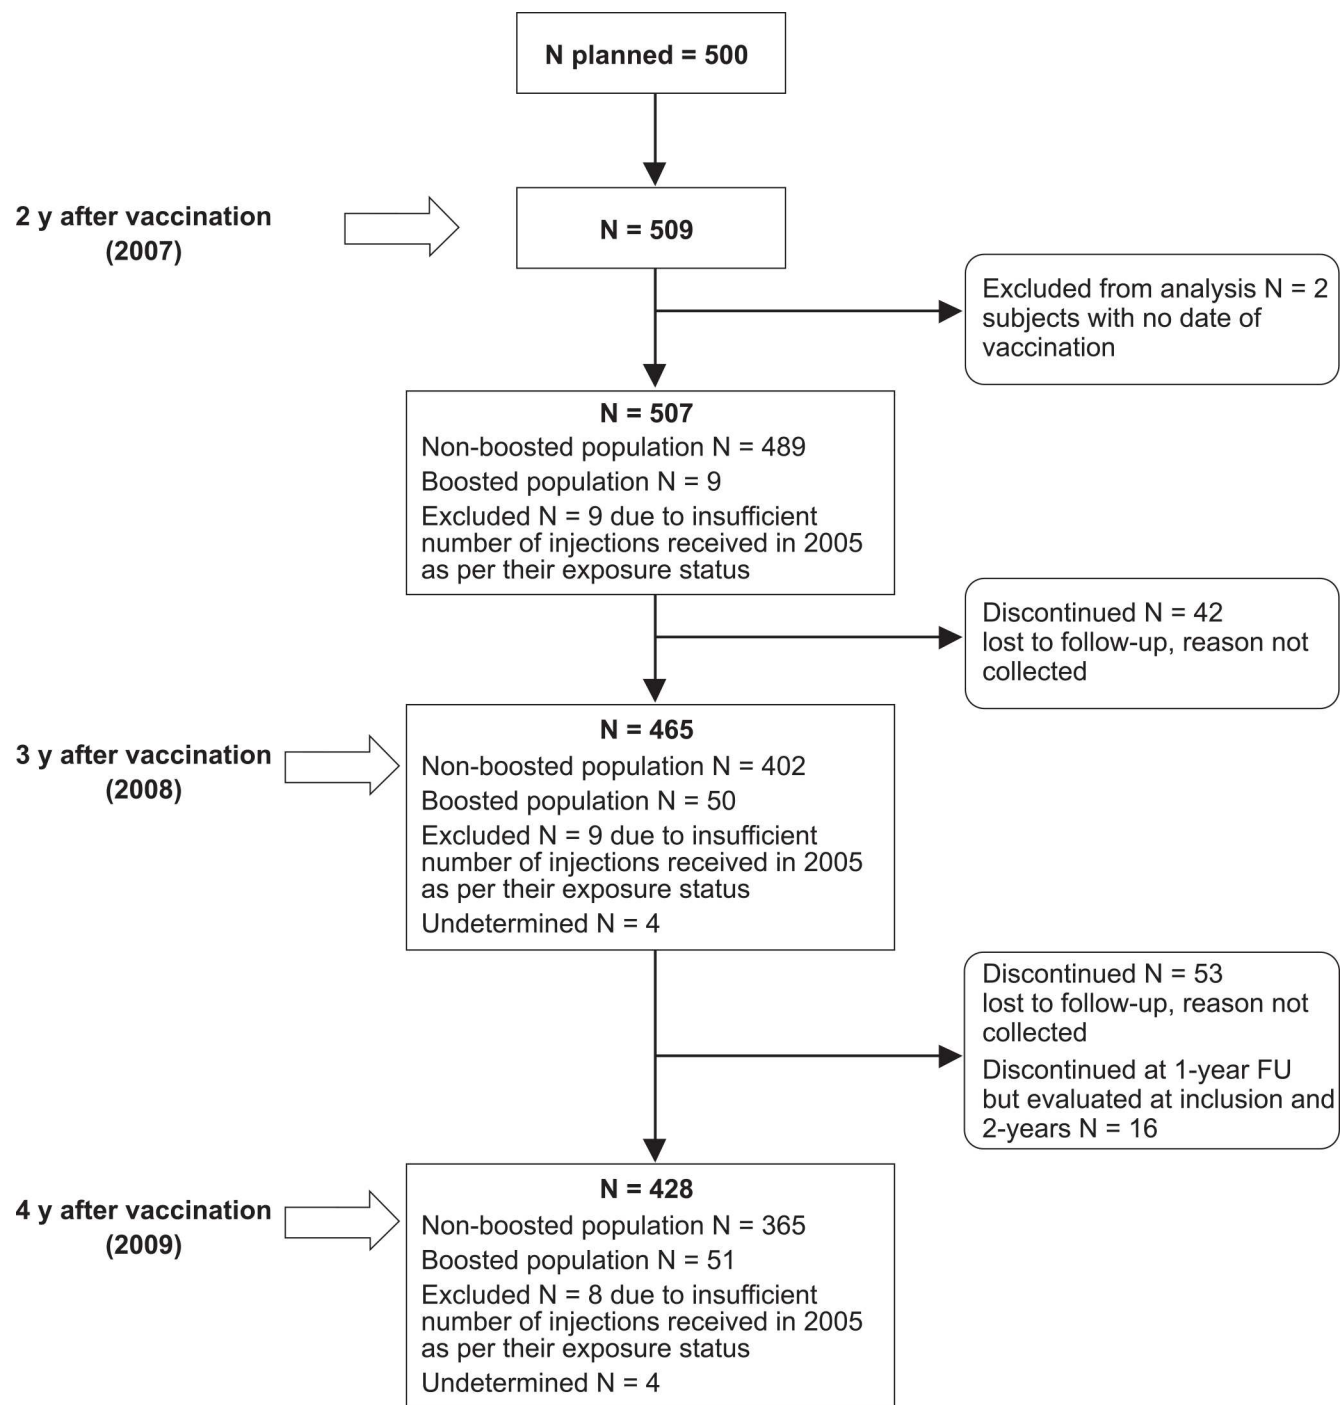 N planned = 500
2 y after vaccination
(2007)
N = 509
Excluded from analysis N = 2
subjects with no date of
vaccination
N = 507
Non-boosted population N = 489
Boosted population N = 9
Excluded N = 9 due to insufficient
number of injections received in 2005
as per their exposure status
Discontinued N = 42
lost to follow-up, reason not
collected
3 y after vaccination
(2008)
N = 465
Non-boosted population N = 402
Boosted population N = 50
Excluded N = 9 due to insufficient
number of injections received in 2005
as per their exposure status
Undetermined N = 4
Discontinued N = 53
lost to follow-up, reason not
collected
Discontinued at 1-year FU
but evaluated at inclusion and
2-years N = 16
4 y after vaccination
(2009)
N = 428
Non-boosted population N = 365
Boosted population N = 51
Excluded N = 8 due to insufficient
number of injections received in 2005
as per their exposure status
Undetermined N = 4